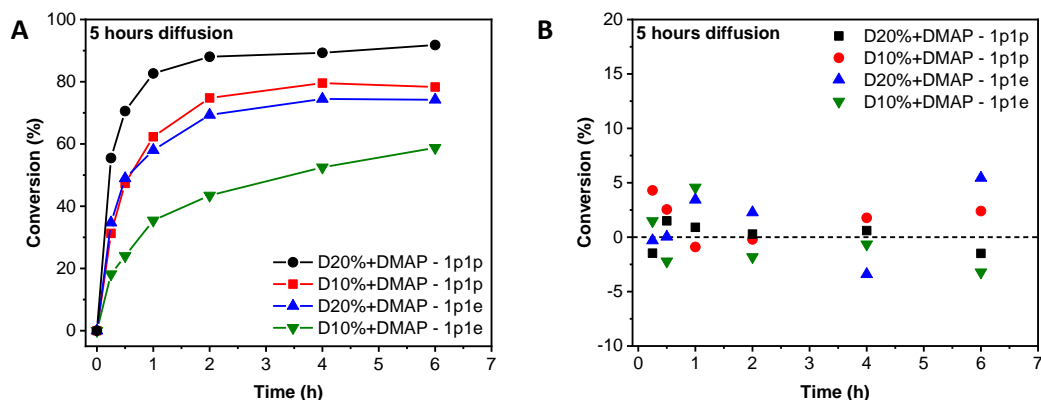 A
5 hours diffusion
100
80
60
40
20
0
Conversion (%)
D20%+DMAP - 1p1p
D10%+DMAP - 1p1p
D20%+DMAP - 1p1e
D10%+DMAP - 1p1e
0 1 2 3 4 5 6 7
Time (h)
B
5 hours diffusion
20
15
10
5
0
-5
-10
Conversion (%)
D20%+DMAP - 1p1p
D10%+DMAP - 1p1p
D20%+DMAP - 1p1e
D10%+DMAP - 1p1e
0 1 2 3 4 5 6 7
Time (h)